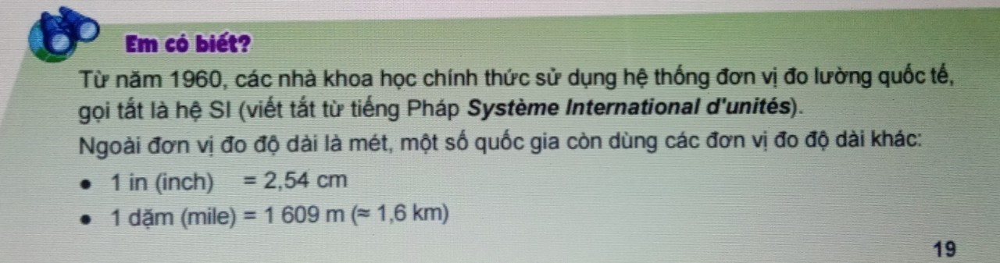 Em có biết?
Từ năm 1960, các nhà khoa học chính thức sử dụng hệ thống đơn vị đo lường quốc tế,
gọi tắt là hệ SI (viết tắt từ tiếng Pháp Système International d'unités).
Ngoài đơn vị đo độ dài là mét, một số quốc gia còn dùng các đơn vị đo độ dài khác:
• 1 in (inch) = 2,54 cm
• 1 dặm (mile) = 1 609 m (≈ 1,6 km)
19